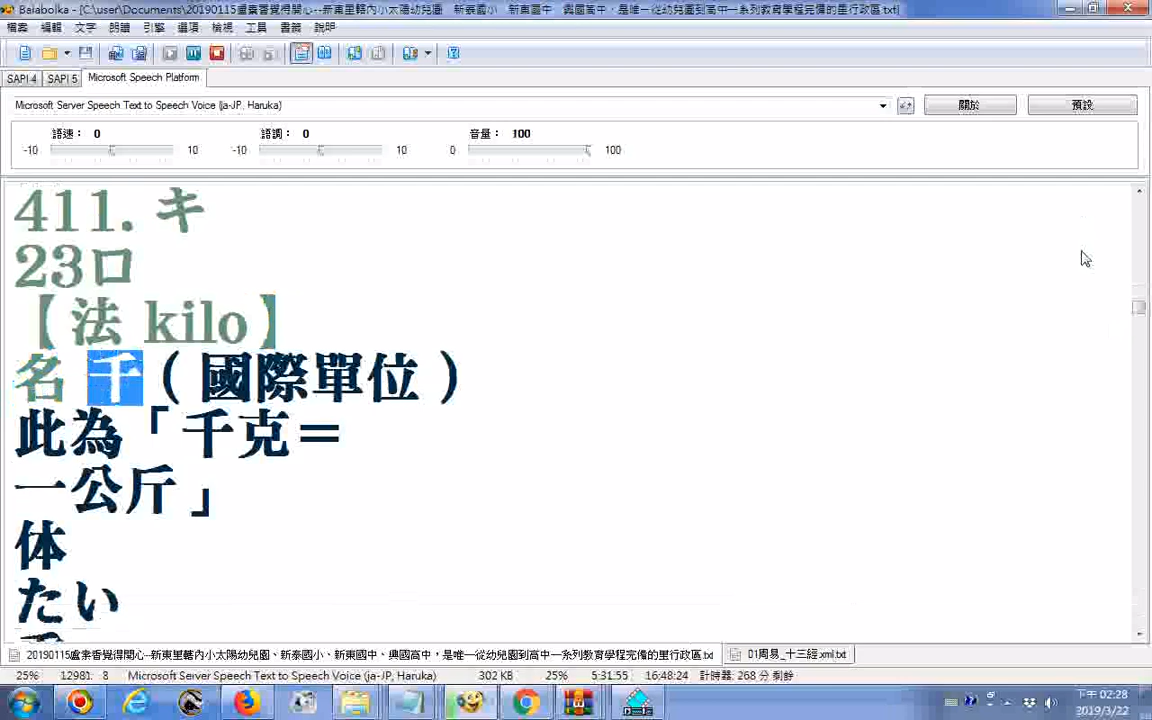 Balabolka - [C:\user\Documents\20190115盧棗香覺得開心--新東里轄內小太陽幼兒園 新泰國小 新東國中 興國高中，是唯一從幼兒園到高中一系列教育學程完備的里行政區.txt]
檔案 編輯 文字 朗讀 引擎 選項 檢視 工具 書籤 說明
SAPI 4 SAPI 5 Microsoft Speech Platform
Microsoft Server Speech Text to Speech Voice (ja-JP, Haruka) 關於 預設
語速： 0 語調： 0 音量： 100
-10 10 -10 10 0 100
411. キ
23ロ
【法 kilo】
名 千（國際單位）
此為「千克＝
一公斤」
体
たい
20190115盧棗香覺得開心--新東里轄內小太陽幼兒園、新泰國小、新東國中、興國高中，是唯一從幼兒園到高中一系列教育學程完備的里行政區.txt 01周易_十三經.xml.txt
25% 12981. 8 Microsoft Server Speech Text to Speech Voice (ja-JP, Haruka) 302 KB 25% 5:31:55 16:48:24 計時器: 268 分 剩餘
下午 02:28
2019/3/22